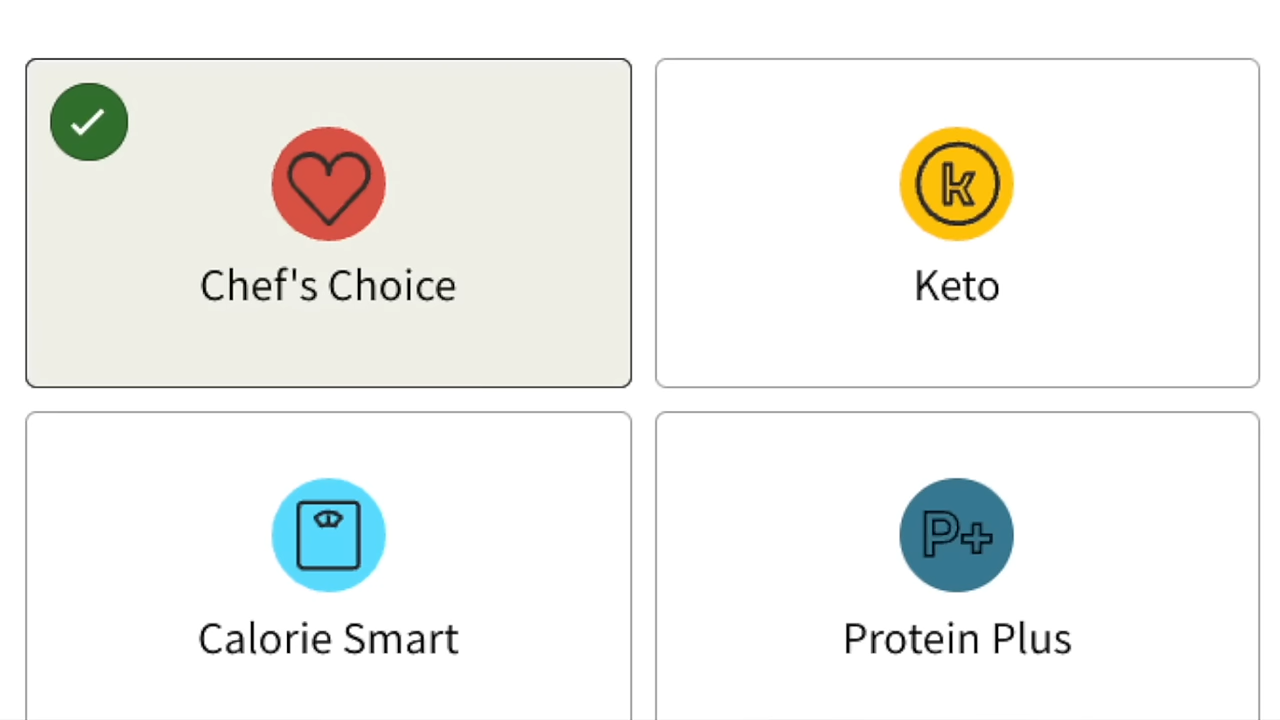 Chef's Choice
k
Keto
Calorie Smart
P+
Protein Plus